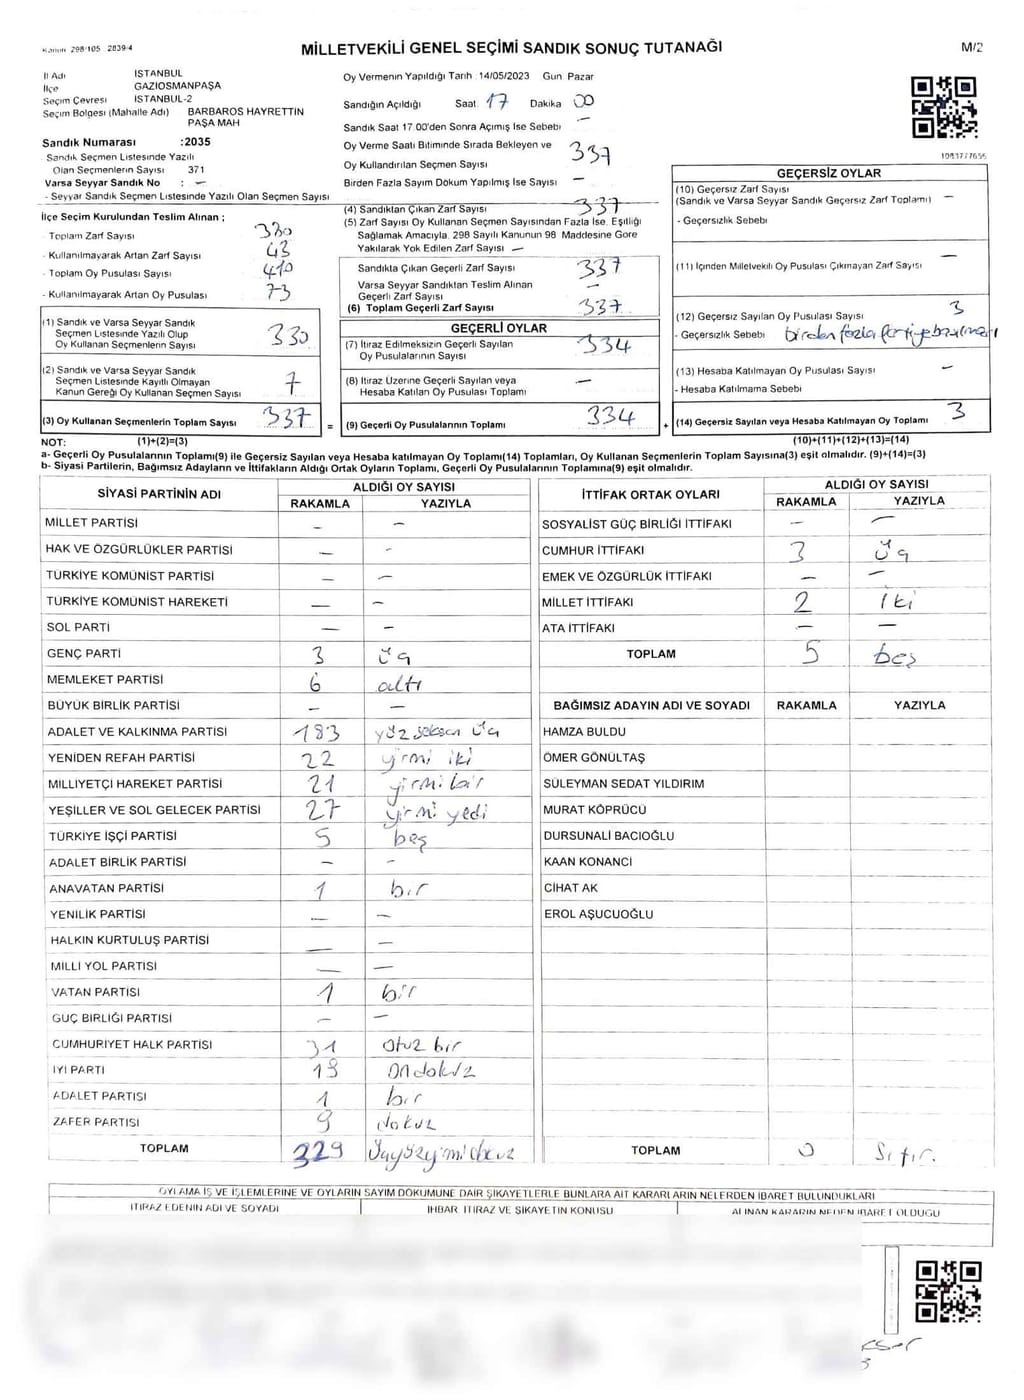 Kanun 298/105 2839/4
MİLLETVEKİLİ GENEL SEÇİMİ SANDIK SONUÇ TUTANAĞI
M/2
İl Adı İSTANBUL
İlçe GAZİOSMANPAŞA
Seçim Çevresi İSTANBUL-2
Seçim Bölgesi (Mahalle Adı) BARBAROS HAYRETTİN
PAŞA MAH
Sandık Numarası :2035
- Sandık Seçmen Listesinde Yazılı
Olan Seçmenlerin Sayısı 371
Varsa Seyyar Sandık No : -
- Seyyar Sandık Seçmen Listesinde Yazılı Olan Seçmen Sayısı
İlçe Seçim Kurulundan Teslim Alınan ;
- Toplam Zarf Sayısı 380
- Kullanılmayarak Artan Zarf Sayısı 43
- Toplam Oy Pusulası Sayısı 410
- Kullanılmayarak Artan Oy Pusulası 73
(1) Sandık ve Varsa Seyyar Sandık
Seçmen Listesinde Yazılı Olup
Oy Kullanan Seçmenlerin Sayısı 330
(2) Sandık ve Varsa Seyyar Sandık
Seçmen Listesinde Kayıtlı Olmayan
Kanun Gereği Oy Kullanan Seçmen Sayısı 7
(3) Oy Kullanan Seçmenlerin Toplam Sayısı 337 =
Oy Vermenin Yapıldığı Tarih 14/05/2023 Gün Pazar
Sandığın Açıldığı Saat 17 Dakika 00
Sandık Saat 17 00'den Sonra Açılmış İse Sebebi -
Oy Verme Saati Bitiminde Sırada Bekleyen ve
Oy Kullandırılan Seçmen Sayısı 337
Birden Fazla Sayım Döküm Yapılmış İse Sayısı -
(4) Sandıktan Çıkan Zarf Sayısı 337
(5) Zarf Sayısı Oy Kullanan Seçmen Sayısından Fazla İse, Eşitliği
Sağlamak Amacıyla, 298 Sayılı Kanunun 98 Maddesine Göre
Yakılarak Yok Edilen Zarf Sayısı -
Sandıkta Çıkan Geçerli Zarf Sayısı 337
Varsa Seyyar Sandıktan Teslim Alınan
Geçerli Zarf Sayısı -
(6) Toplam Geçerli Zarf Sayısı 337
GEÇERLİ OYLAR
(7) İtiraz Edilmeksizin Geçerli Sayılan
Oy Pusulalarının Sayısı 334
(8) İtiraz Üzerine Geçerli Sayılan veya
Hesaba Katılan Oy Pusulası Toplamı -
(9) Geçerli Oy Pusulalarının Toplamı 334 +
1083177655
GEÇERSİZ OYLAR
(10) Geçersiz Zarf Sayısı
(Sandık ve Varsa Seyyar Sandık Geçersiz Zarf Toplamı) -
- Geçersizlik Sebebi
(11) İçinden Milletvekili Oy Pusulası Çıkmayan Zarf Sayısı -
(12) Geçersiz Sayılan Oy Pusulası Sayısı 3
- Geçersizlik Sebebi birden fazla partiye basılması
(13) Hesaba Katılmayan Oy Pusulası Sayısı -
- Hesaba Katılmama Sebebi
(14) Geçersiz Sayılan veya Hesaba Katılmayan Oy Toplamı 3
NOT: (1)+(2)=(3) (10)+(11)+(12)+(13)=(14)
a- Geçerli Oy Pusulalarının Toplamı(9) ile Geçersiz Sayılan veya Hesaba katılmayan Oy Toplamı(14) Toplamları, Oy Kullanan Seçmenlerin Toplam Sayısına(3) eşit olmalıdır. (9)+(14)=(3)
b- Siyasi Partilerin, Bağımsız Adayların ve İttifakların Aldığı Ortak Oyların Toplamı, Geçerli Oy Pusulalarının Toplamına(9) eşit olmalıdır.
SİYASİ PARTİNİN ADI ALDIĞI OY SAYISI
RAKAMLA YAZIYLA
MİLLET PARTİSİ - -
HAK VE ÖZGÜRLÜKLER PARTİSİ - -
TÜRKİYE KOMÜNİST PARTİSİ - -
TÜRKİYE KOMÜNİST HAREKETİ - -
SOL PARTİ - -
GENÇ PARTİ 3 üç
MEMLEKET PARTİSİ 6 altı
BÜYÜK BİRLİK PARTİSİ - -
ADALET VE KALKINMA PARTİSİ 183 yüz seksen üç
YENİDEN REFAH PARTİSİ 22 yirmi iki
MİLLİYETÇİ HAREKET PARTİSİ 21 yirmi bir
YEŞİLLER VE SOL GELECEK PARTİSİ 27 yirmi yedi
TÜRKİYE İŞÇİ PARTİSİ 5 beş
ADALET BİRLİK PARTİSİ - -
ANAVATAN PARTİSİ 1 bir
YENİLİK PARTİSİ - -
HALKIN KURTULUŞ PARTİSİ - -
MİLLİ YOL PARTİSİ - -
VATAN PARTİSİ 1 bir
GÜÇ BİRLİĞİ PARTİSİ - -
CUMHURİYET HALK PARTİSİ 31 Otuz bir
İYİ PARTİ 19 On dokuz
ADALET PARTİSİ 1 bir
ZAFER PARTİSİ 9 dokuz
TOPLAM 329
İTTİFAK ORTAK OYLARI ALDIĞI OY SAYISI
RAKAMLA YAZIYLA
SOSYALİST GÜÇ BİRLİĞİ İTTİFAKI - -
CUMHUR İTTİFAKI 3 üç
EMEK VE ÖZGÜRLÜK İTTİFAKI - -
MİLLET İTTİFAKI 2 iki
ATA İTTİFAKI - -
TOPLAM 5 beş
BAĞIMSIZ ADAYIN ADI VE SOYADI RAKAMLA YAZIYLA
HAMZA BULDU
ÖMER GÖNÜLTAŞ
SÜLEYMAN SEDAT YILDIRIM
MURAT KÖPRÜCÜ
DURSUNALİ BACIOĞLU
KAAN KONANCİ
CİHAT AK
EROL AŞUCUOĞLU
TOPLAM 0 Sıfır.
OYLAMA İŞ VE İŞLEMLERİNE VE OYLARIN SAYIM DÖKÜMÜNE DAİR ŞİKAYETLERLE BUNLARA AİT KARARLARIN NELERDEN İBARET BULUNDUKLARI
İTİRAZ EDENİN ADI VE SOYADI İHBAR İTİRAZ VE ŞİKAYETİN KONUSU ALINAN KARARIN NEDEN İBARET OLDUĞU